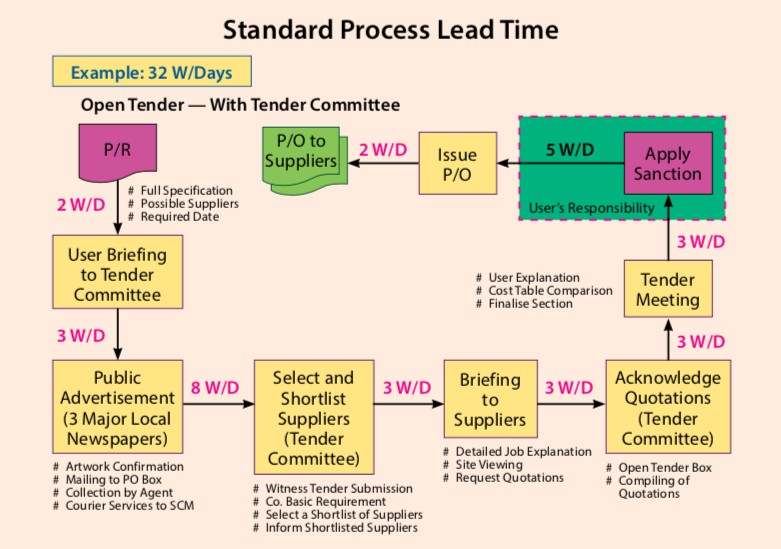 Standard Process Lead Time
Example: 32 W/Days
Open Tender — With Tender Committee
P/R
2 W/D
# Full Specification
# Possible Suppliers
# Required Date
User Briefing
to Tender
Committee
3 W/D
Public
Advertisement
(3 Major Local
Newspapers)
# Artwork Confirmation
# Mailing to PO Box
# Collection by Agent
# Courier Services to SCM
8 W/D
Select and
Shortlist
Suppliers
(Tender
Committee)
# Witness Tender Submission
# Co. Basic Requirement
# Select a Shortlist of Suppliers
# Inform Shortlisted Suppliers
3 W/D
Briefing
to
Suppliers
# Detailed Job Explanation
# Site Viewing
# Request Quotations
3 W/D
Acknowledge
Quotations
(Tender
Committee)
# Open Tender Box
# Compiling of
Quotations
3 W/D
Tender
Meeting
# User Explanation
# Cost Table Comparison
# Finalise Section
3 W/D
Apply
Sanction
User's Responsibility
5 W/D
Issue
P/O
2 W/D
P/O to
Suppliers